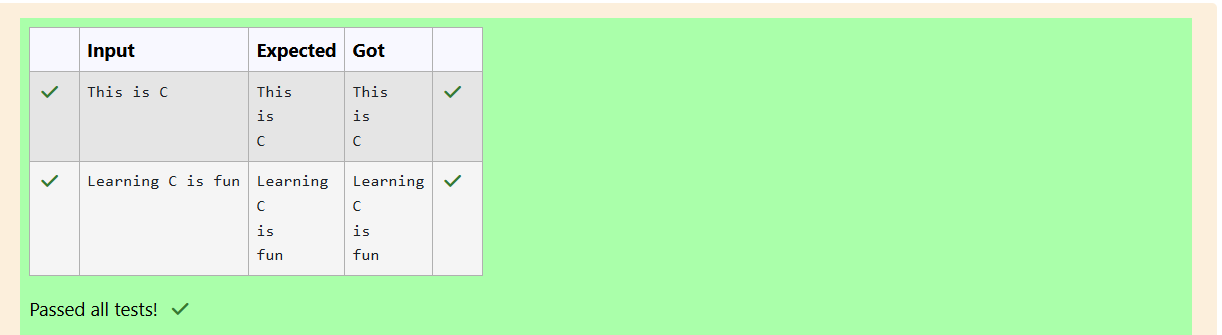 Input Expected Got
This is C This This
is is
C C
Learning C is fun Learning Learning
C C
is is
fun fun
Passed all tests!